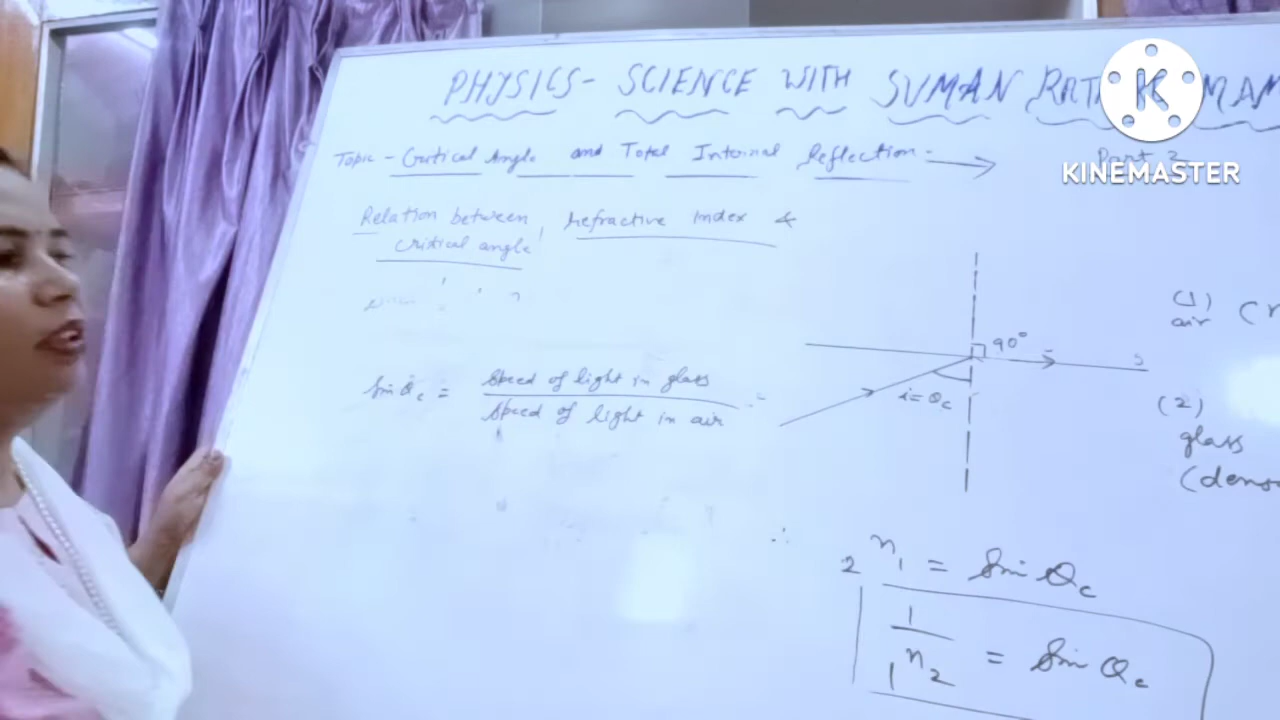 PHYSICS- SCIENCE WITH SUMAN
Topic - Critical Angle and Total Internal Reflection. →
K
KINEMASTER
Relation between, refractive index &
critical angle
90°
i=θc
(1)
air (r
(2)
glass
(dens
Sin θc = Speed of light in glass
Speed of light in air
∴ 2n1 = Sin θc
1/1n2 = Sin θc